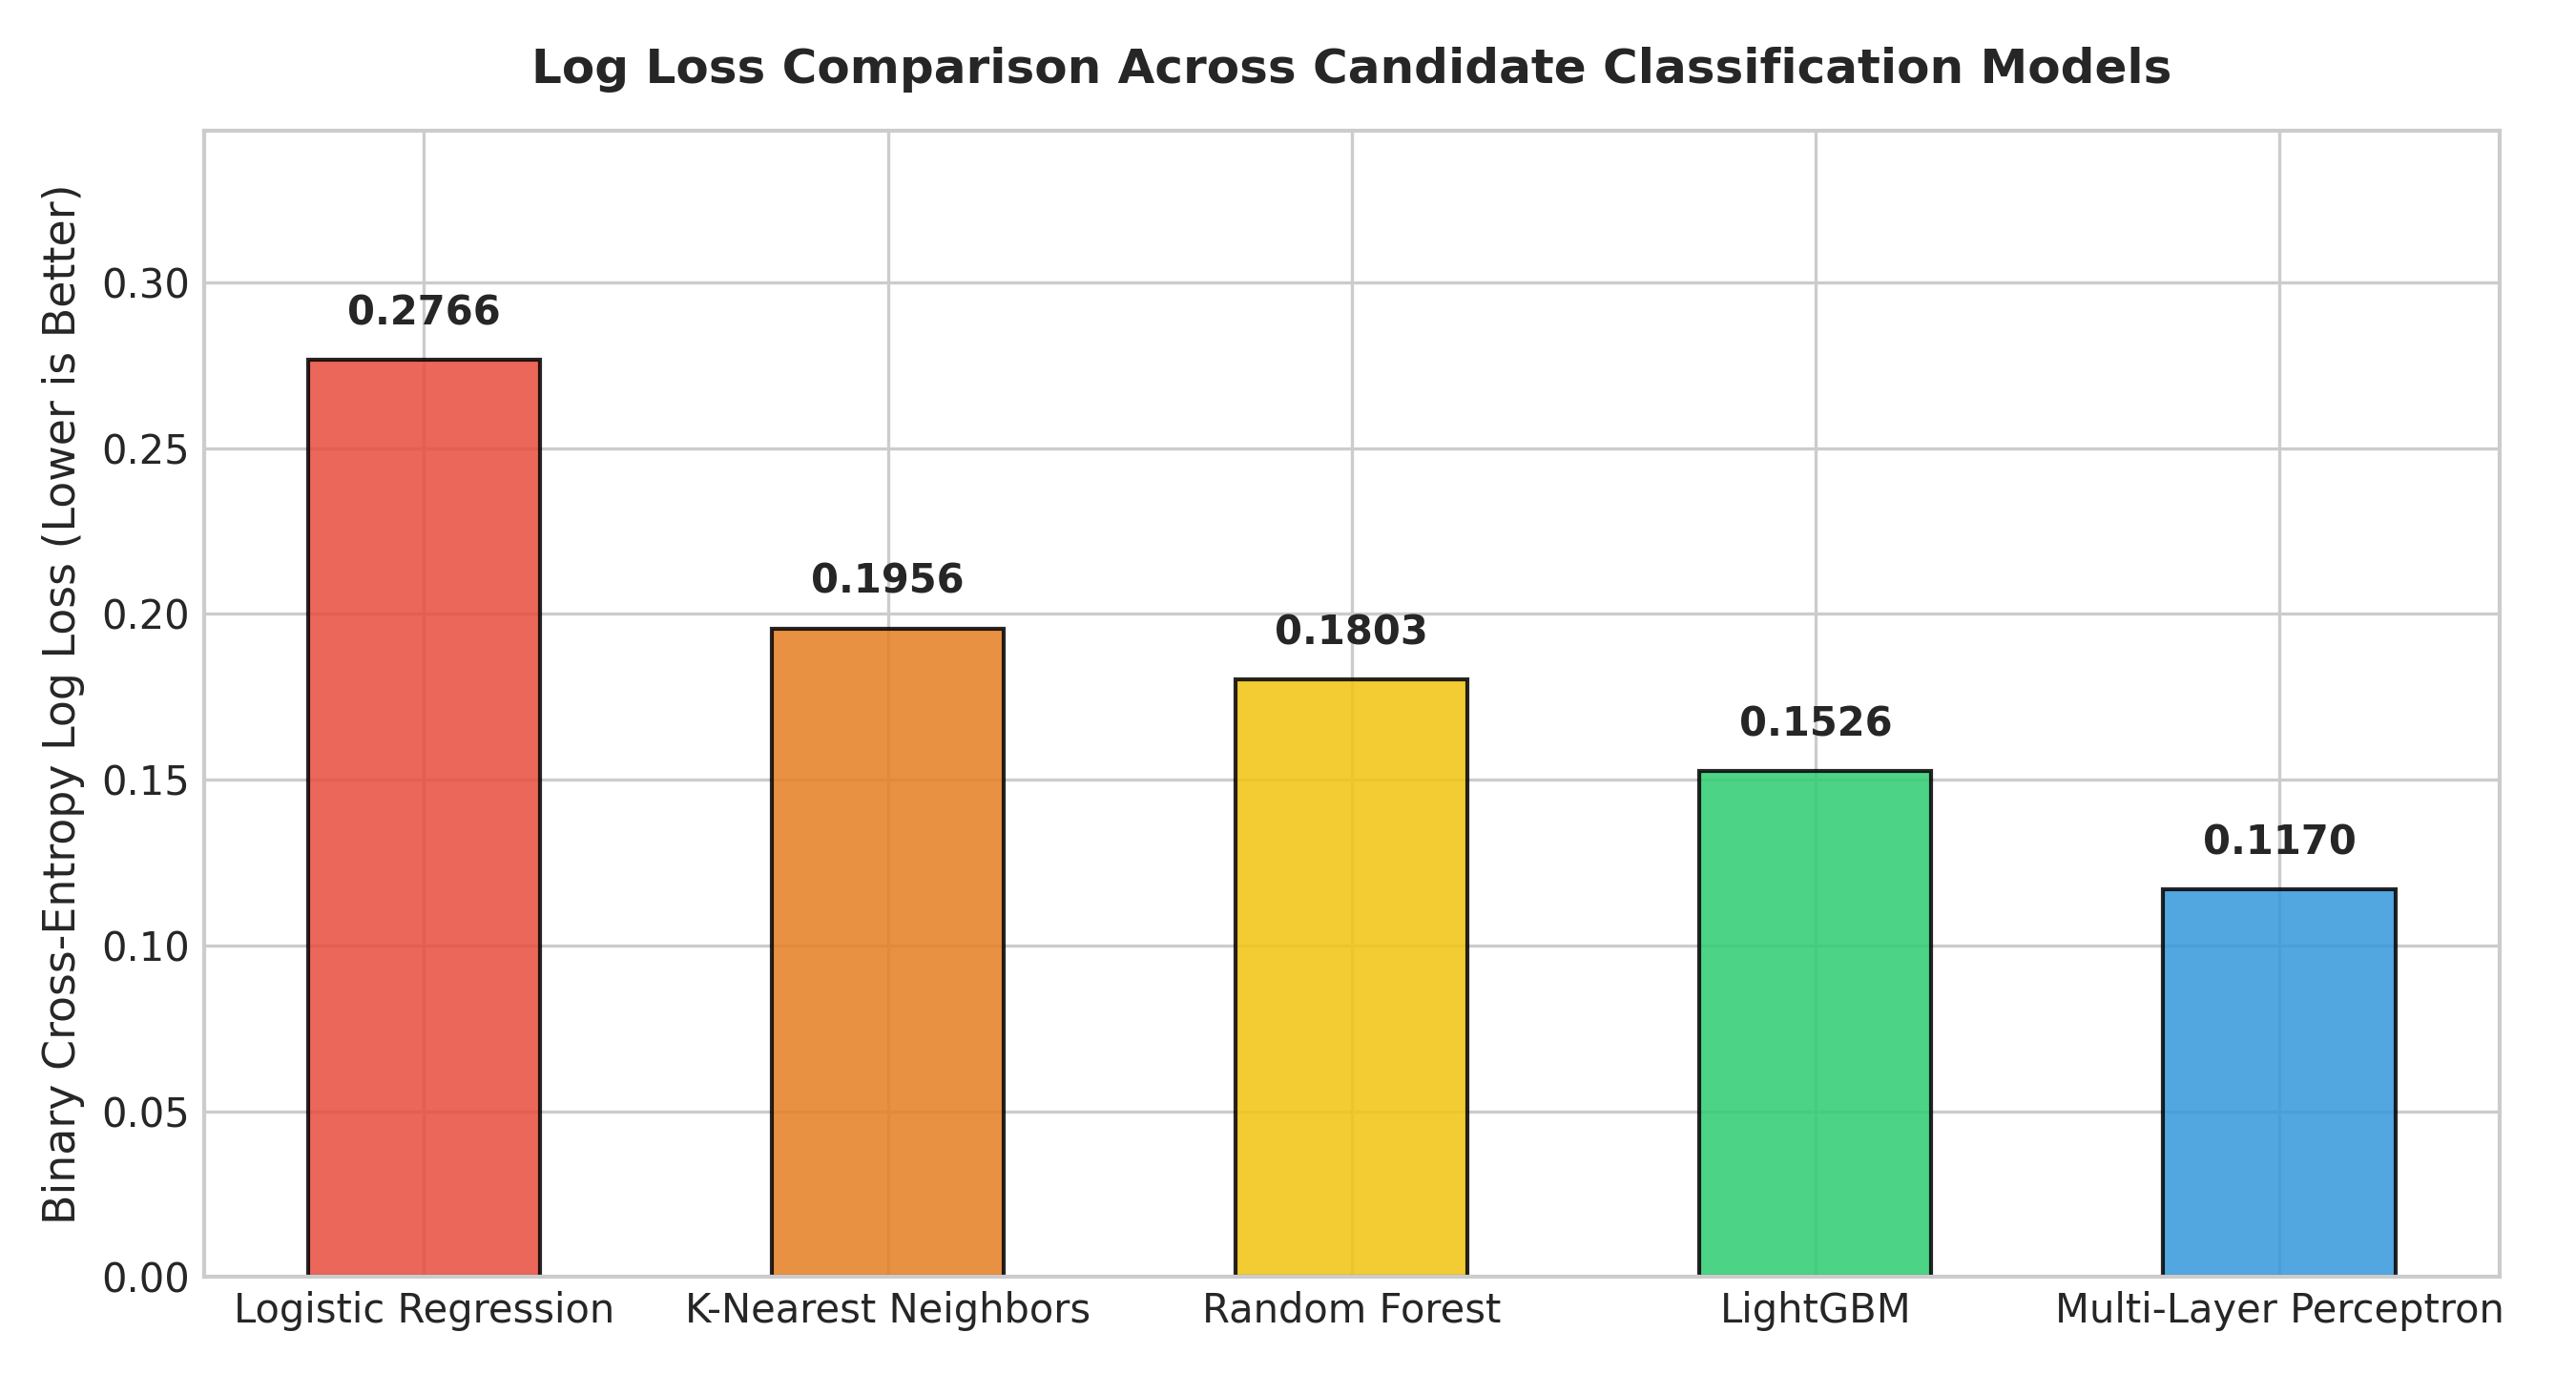 Log Loss Comparison Across Candidate Classification Models
Binary Cross-Entropy Log Loss (Lower is Better)
0.30
0.25
0.20
0.15
0.10
0.05
0.00
0.2766
0.1956
0.1803
0.1526
0.1170
Logistic Regression
K-Nearest Neighbors
Random Forest
LightGBM
Multi-Layer Perceptron